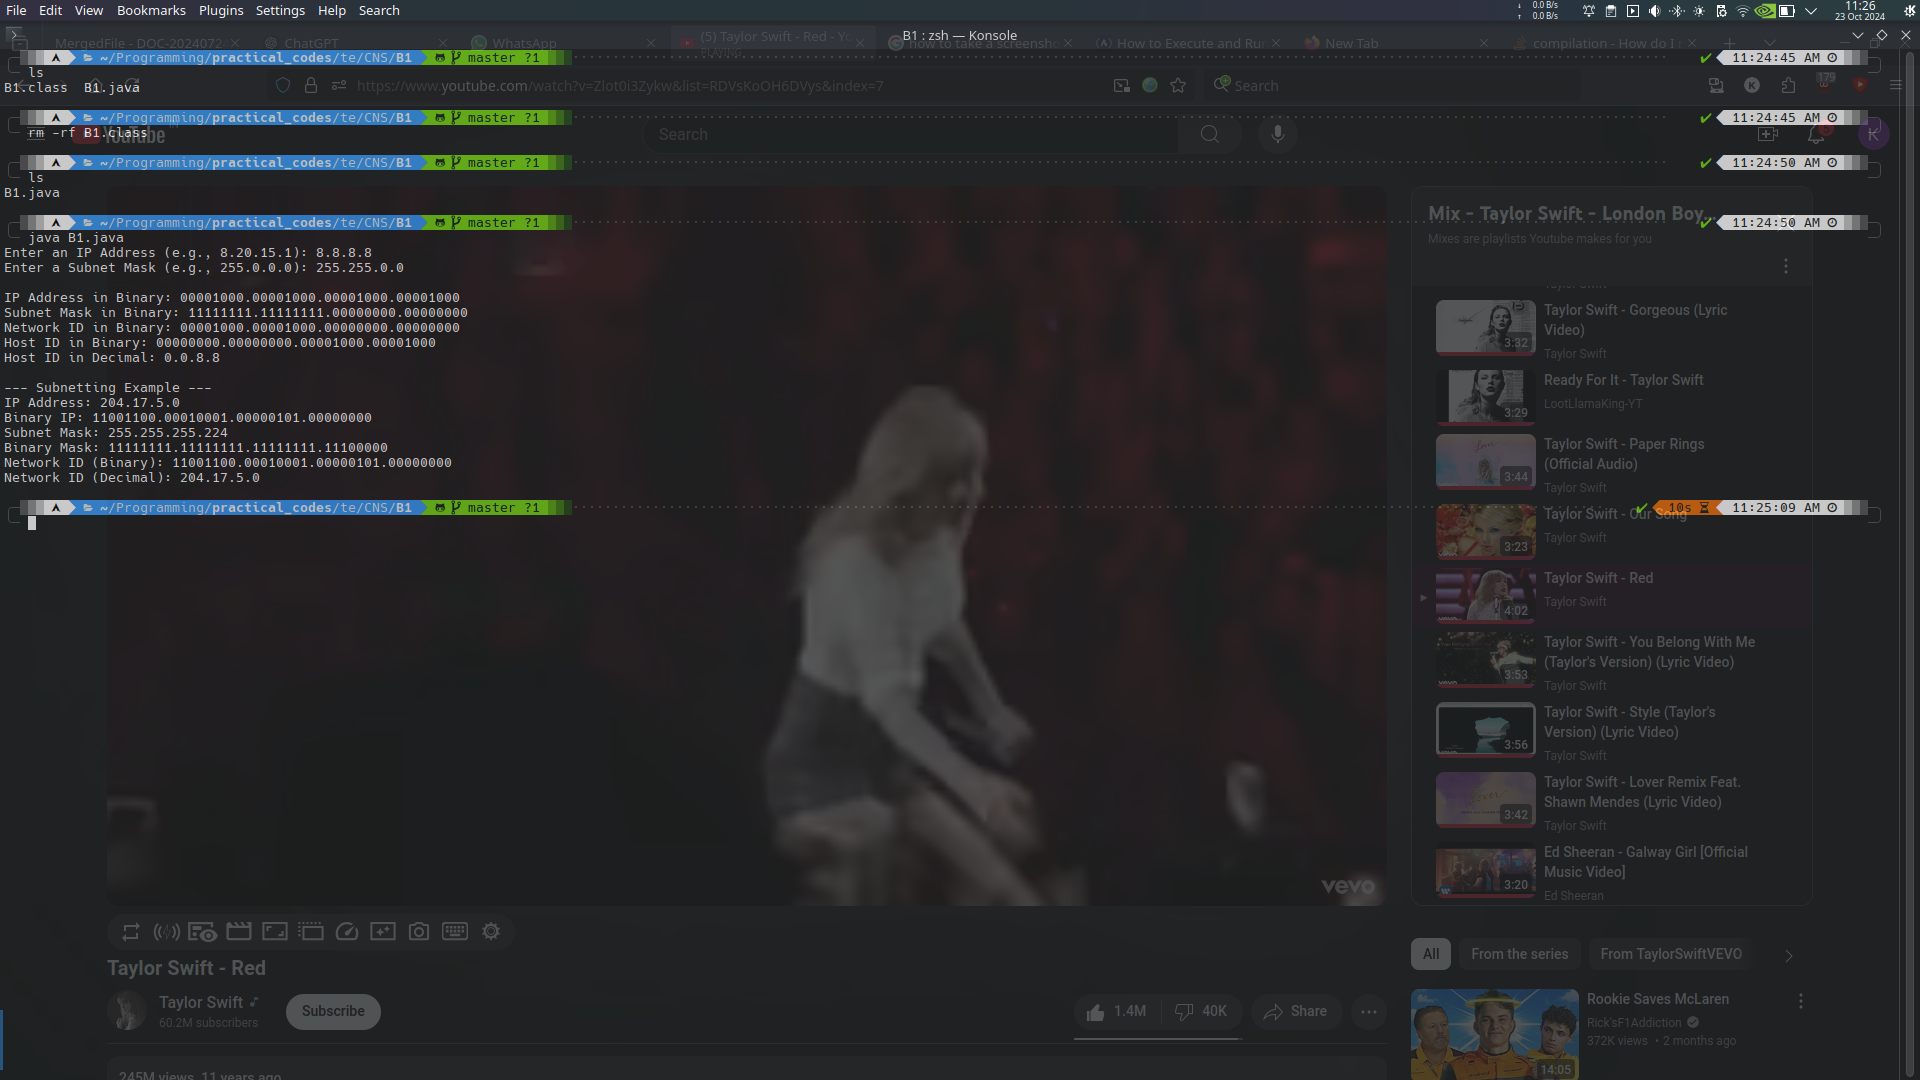 File Edit View Bookmarks Plugins Settings Help Search
0.0 B/s
0.0 B/s
11:26
23 Oct 2024
B1 : zsh — Konsole
MergedFile - DOC-2024072
ChatGPT
WhatsApp
(5) Taylor Swift - Red - Y
PLAYING
how to take a screensho
How to Execute and Ru
New Tab
compilation - How do I
~/Programming/practical_codes/te/CNS/B1 master ?1 11:24:45 AM
ls
B1.class B1.java
https://www.youtube.com/watch?v=Zlot0i3Zykw&list=RDVsKoOH6DVys&index=7
Search
179
~/Programming/practical_codes/te/CNS/B1 master ?1 11:24:45 AM
rm -rf B1.class
YouTube
Search
K
~/Programming/practical_codes/te/CNS/B1 master ?1 11:24:50 AM
ls
B1.java
~/Programming/practical_codes/te/CNS/B1 master ?1 11:24:50 AM
java B1.java
Enter an IP Address (e.g., 8.20.15.1): 8.8.8.8
Enter a Subnet Mask (e.g., 255.0.0.0): 255.255.0.0
IP Address in Binary: 00001000.00001000.00001000.00001000
Subnet Mask in Binary: 11111111.11111111.00000000.00000000
Network ID in Binary: 00001000.00001000.00000000.00000000
Host ID in Binary: 00000000.00000000.00001000.00001000
Host ID in Decimal: 0.0.8.8
--- Subnetting Example ---
IP Address: 204.17.5.0
Binary IP: 11001100.00010001.00000101.00000000
Subnet Mask: 255.255.255.224
Binary Mask: 11111111.11111111.11111111.11100000
Network ID (Binary): 11001100.00010001.00000101.00000000
Network ID (Decimal): 204.17.5.0
~/Programming/practical_codes/te/CNS/B1 master ?1 10s 11:25:09 AM
Mix - Taylor Swift - London Boy...
Mixes are playlists Youtube makes for you
Taylor Swift - Gorgeous (Lyric
Video)
Taylor Swift
3:32
Ready For It - Taylor Swift
LootLlamaKing-YT
3:29
Taylor Swift - Paper Rings
(Official Audio)
Taylor Swift
3:44
Taylor Swift - Our Song
Taylor Swift
3:23
Taylor Swift - Red
Taylor Swift
4:02
Taylor Swift - You Belong With Me
(Taylor's Version) (Lyric Video)
Taylor Swift
3:53
Taylor Swift - Style (Taylor's
Version) (Lyric Video)
Taylor Swift
3:56
Taylor Swift - Lover Remix Feat.
Shawn Mendes (Lyric Video)
Taylor Swift
3:42
Ed Sheeran - Galway Girl [Official
Music Video]
Ed Sheeran
3:20
vevo
Taylor Swift - Red
Taylor Swift
60.2M subscribers
Subscribe
1.4M
40K
Share
245M views 11 years ago
All
From the series
From TaylorSwiftVEVO
Rookie Saves McLaren
Rick'sF1Addiction
372K views • 2 months ago
14:05